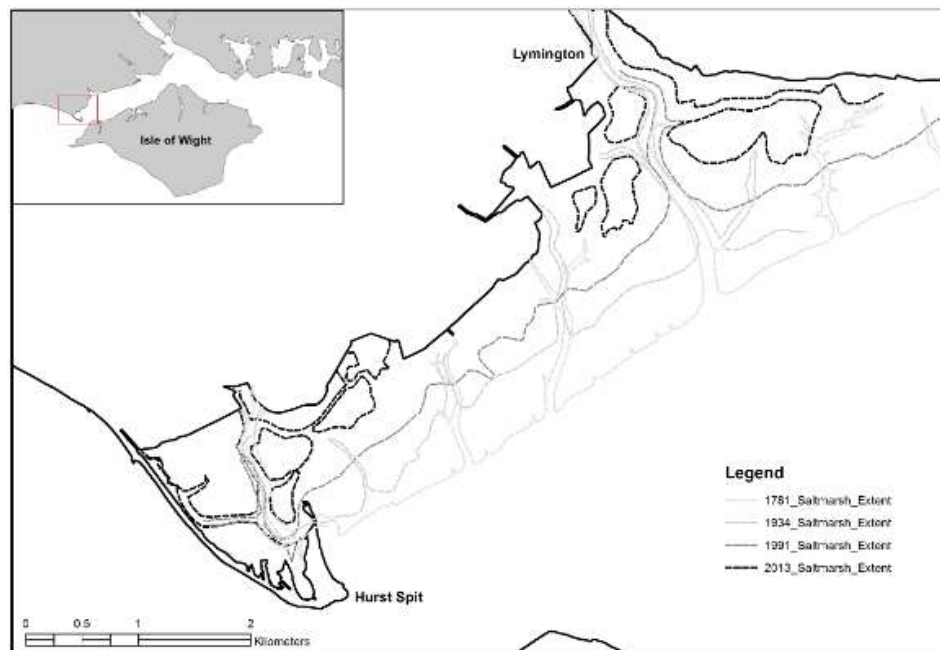 Lymington
Isle of Wight
Legend
1781_Saltmarsh_Extent
1934_Saltmarsh_Extent
1991_Saltmarsh_Extent
2013_Saltmarsh_Extent
Hurst Spit
0 0.5 1 2
Kilometers